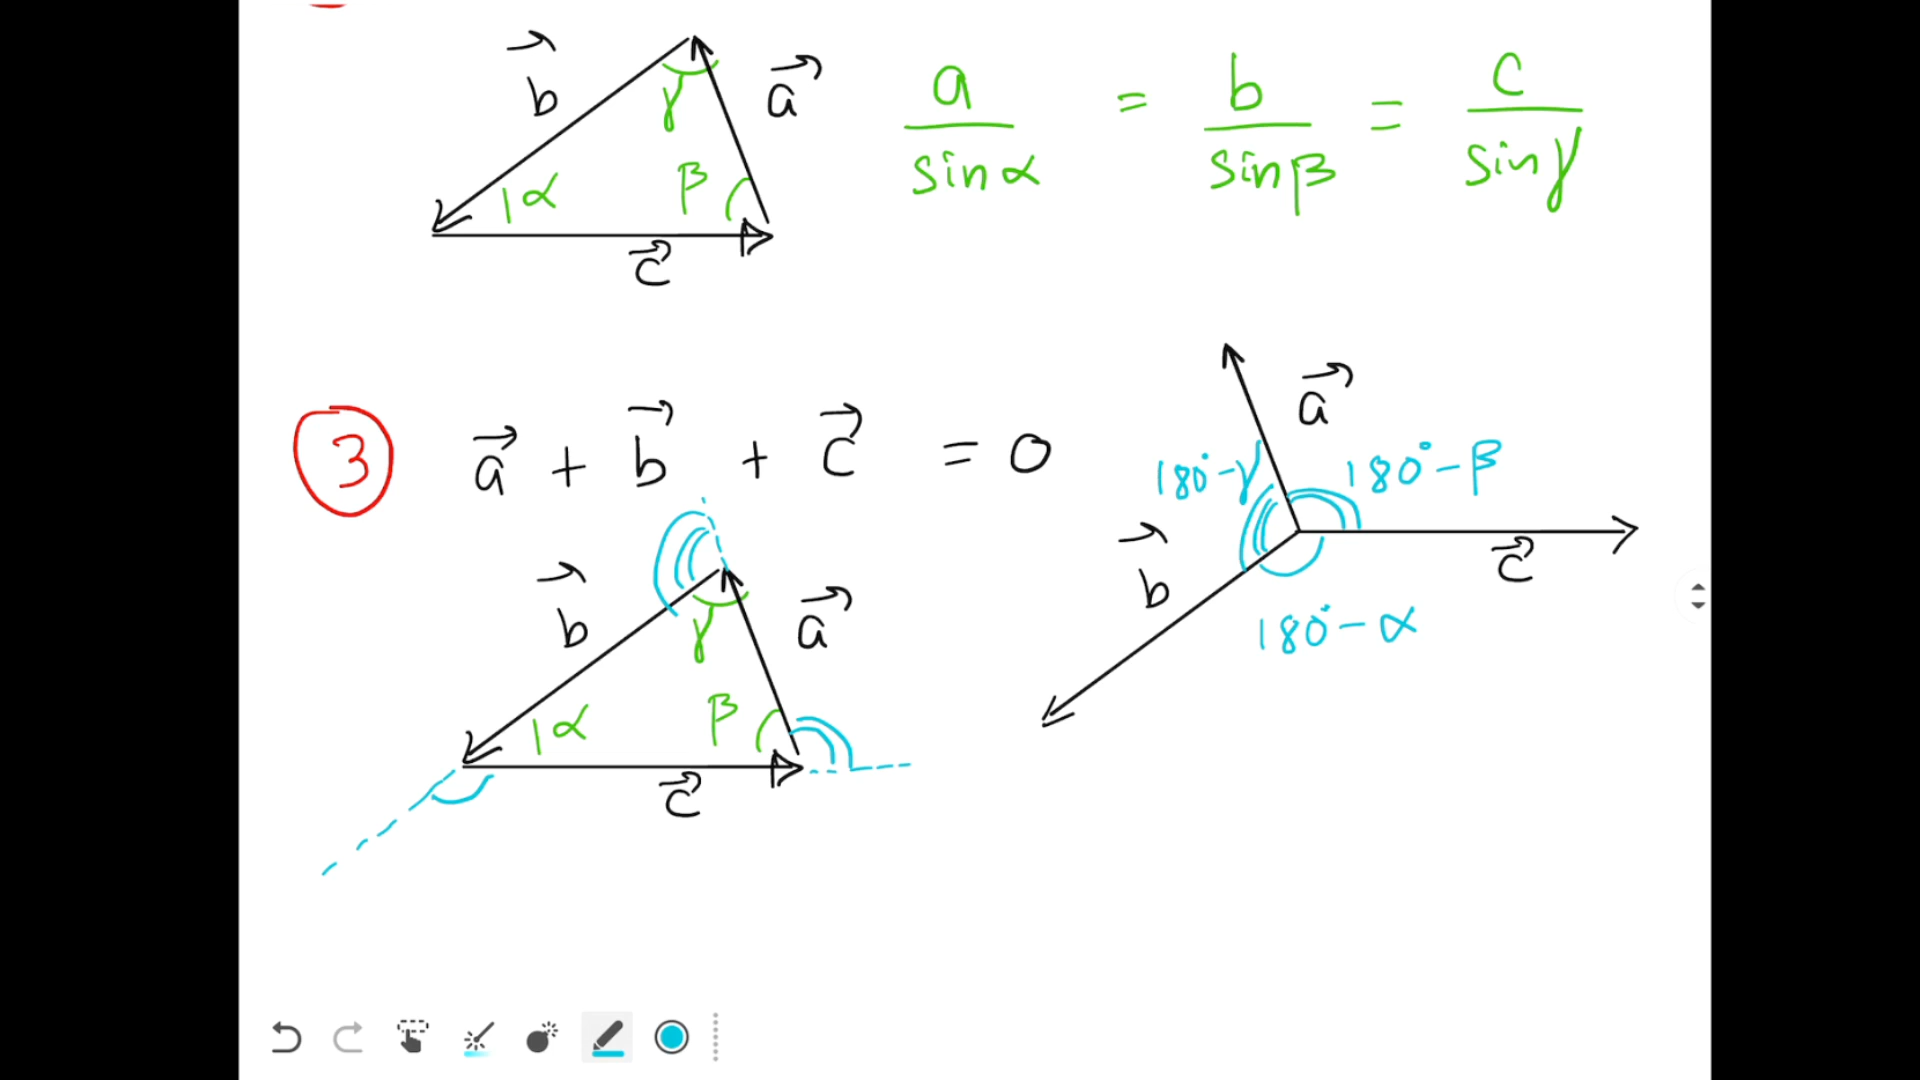 b⃗ γ a⃗ a/sinα = b/sinβ = c/sinγ
α β
c⃗
3 a⃗ + b⃗ + c⃗ = 0
a⃗
180°-γ 180°-β
b⃗ c⃗
180°-α
b⃗ γ a⃗
α β
c⃗